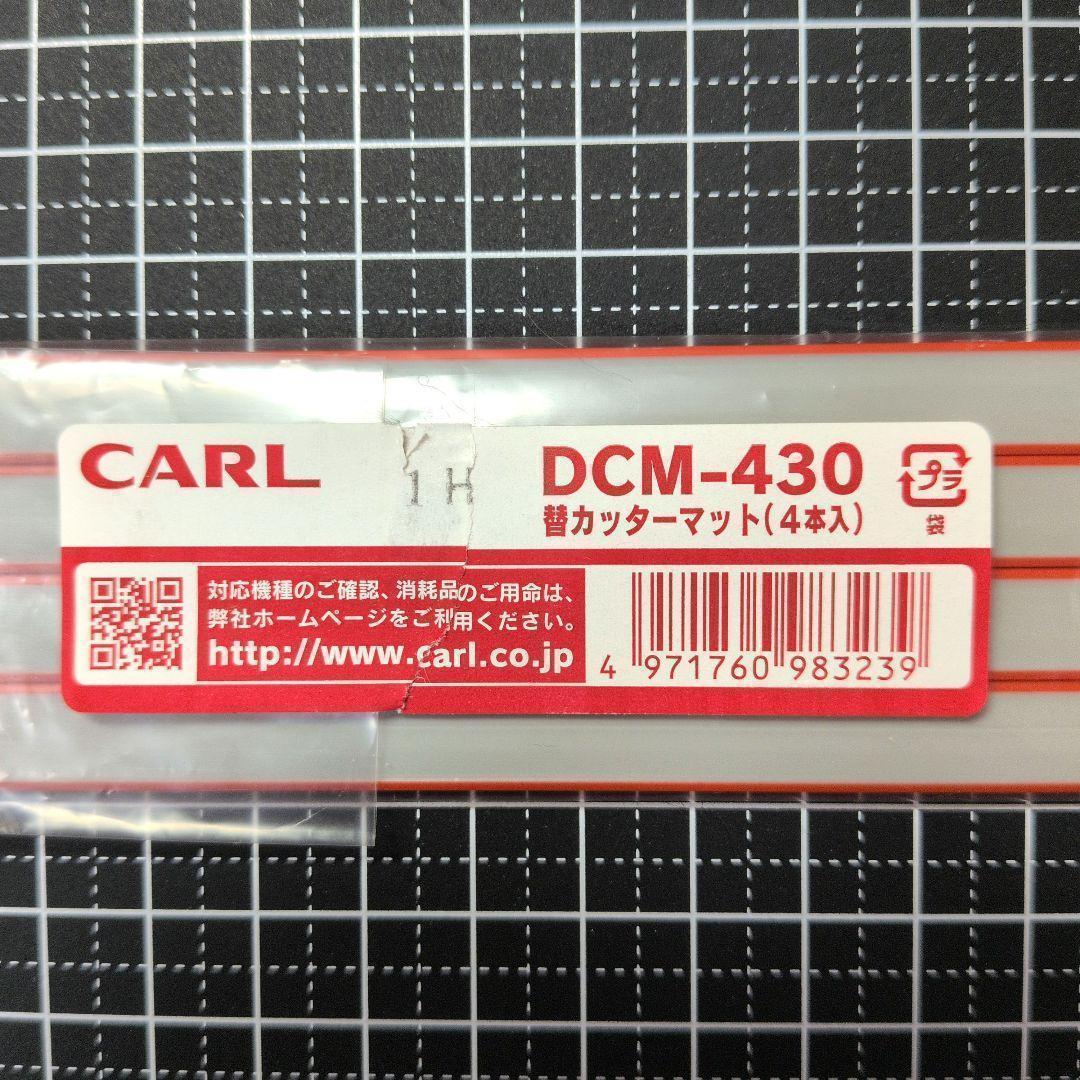 CARL
1 H
DCM-430
替カッターマット(4本入)
プラ
袋
対応機種のご確認、消耗品のご用命は、
弊社ホームページをご利用ください。
http://www.carl.co.jp
4 971760 983239